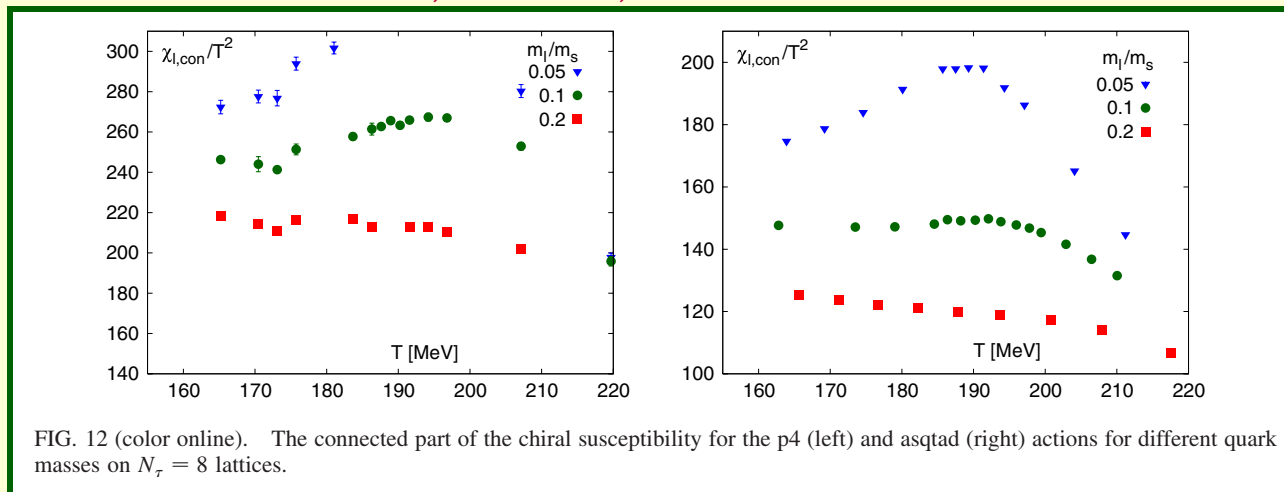 χl,con/T²
ml/ms
0.05
0.1
0.2
300
280
260
240
220
200
180
160
140
T [MeV]
160 170 180 190 200 210 220
χl,con/T²
ml/ms
0.05
0.1
0.2
200
180
160
140
120
100
T [MeV]
160 170 180 190 200 210 220
FIG. 12 (color online). The connected part of the chiral susceptibility for the p4 (left) and asqtad (right) actions for different quark
masses on Nτ = 8 lattices.